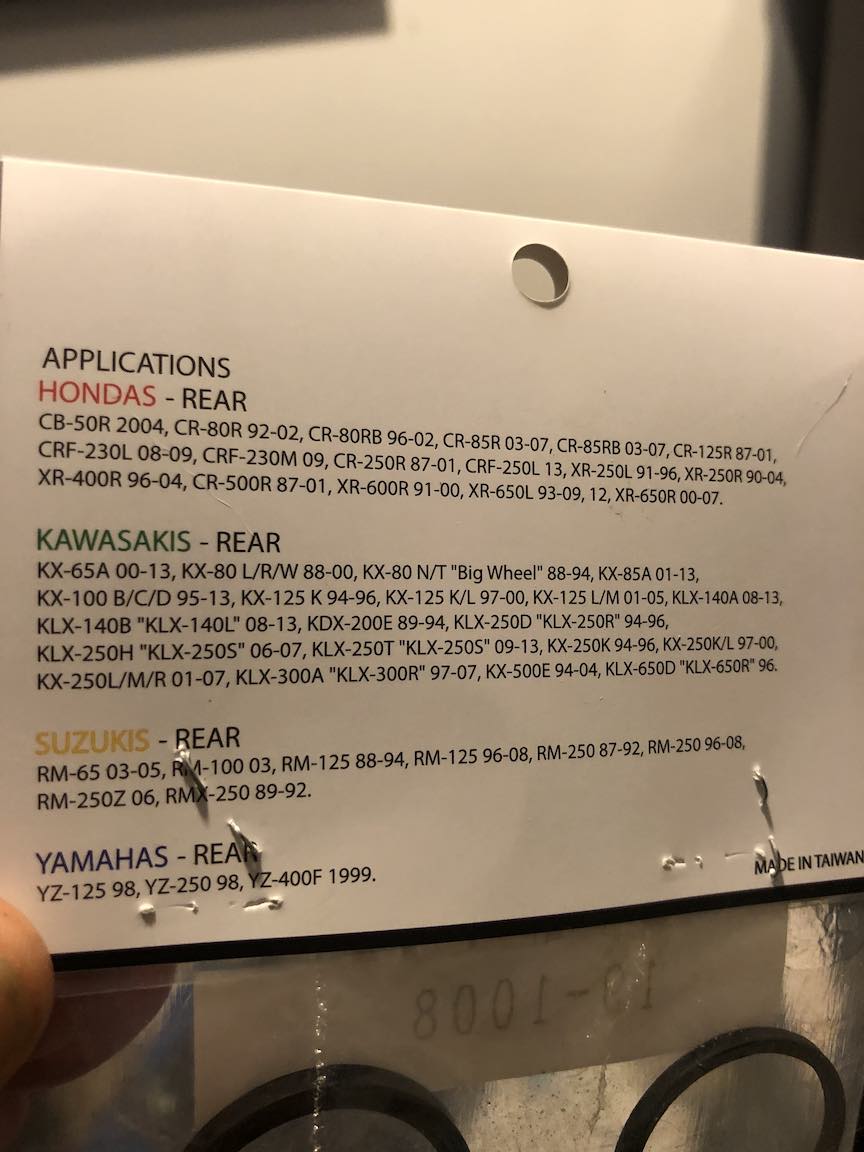 APPLICATIONS
HONDAS - REAR
CB-50R 2004, CR-80R 92-02, CR-80RB 96-02, CR-85R 03-07, CR-85RB 03-07, CR-125R 87-01,
CRF-230L 08-09, CRF-230M 09, CR-250R 87-01, CRF-250L 13, XR-250L 91-96, XR-250R 90-04,
XR-400R 96-04, CR-500R 87-01, XR-600R 91-00, XR-650L 93-09, 12, XR-650R 00-07.
KAWASAKIS - REAR
KX-65A 00-13, KX-80 L/R/W 88-00, KX-80 N/T "Big Wheel" 88-94, KX-85A 01-13,
KX-100 B/C/D 95-13, KX-125 K 94-96, KX-125 K/L 97-00, KX-125 L/M 01-05, KLX-140A 08-13,
KLX-140B "KLX-140L" 08-13, KDX-200E 89-94, KLX-250D "KLX-250R" 94-96,
KLX-250H "KLX-250S" 06-07, KLX-250T "KLX-250S" 09-13, KX-250K 94-96, KX-250K/L 97-00,
KX-250L/M/R 01-07, KLX-300A "KLX-300R" 97-07, KX-500E 94-04, KLX-650D "KLX-650R" 96.
SUZUKIS - REAR
RM-65 03-05, RM-100 03, RM-125 88-94, RM-125 96-08, RM-250 87-92, RM-250 96-08,
RM-250Z 06, RMX-250 89-92.
YAMAHAS - REAR
YZ-125 98, YZ-250 98, YZ-400F 1999.
MADE IN TAIWAN